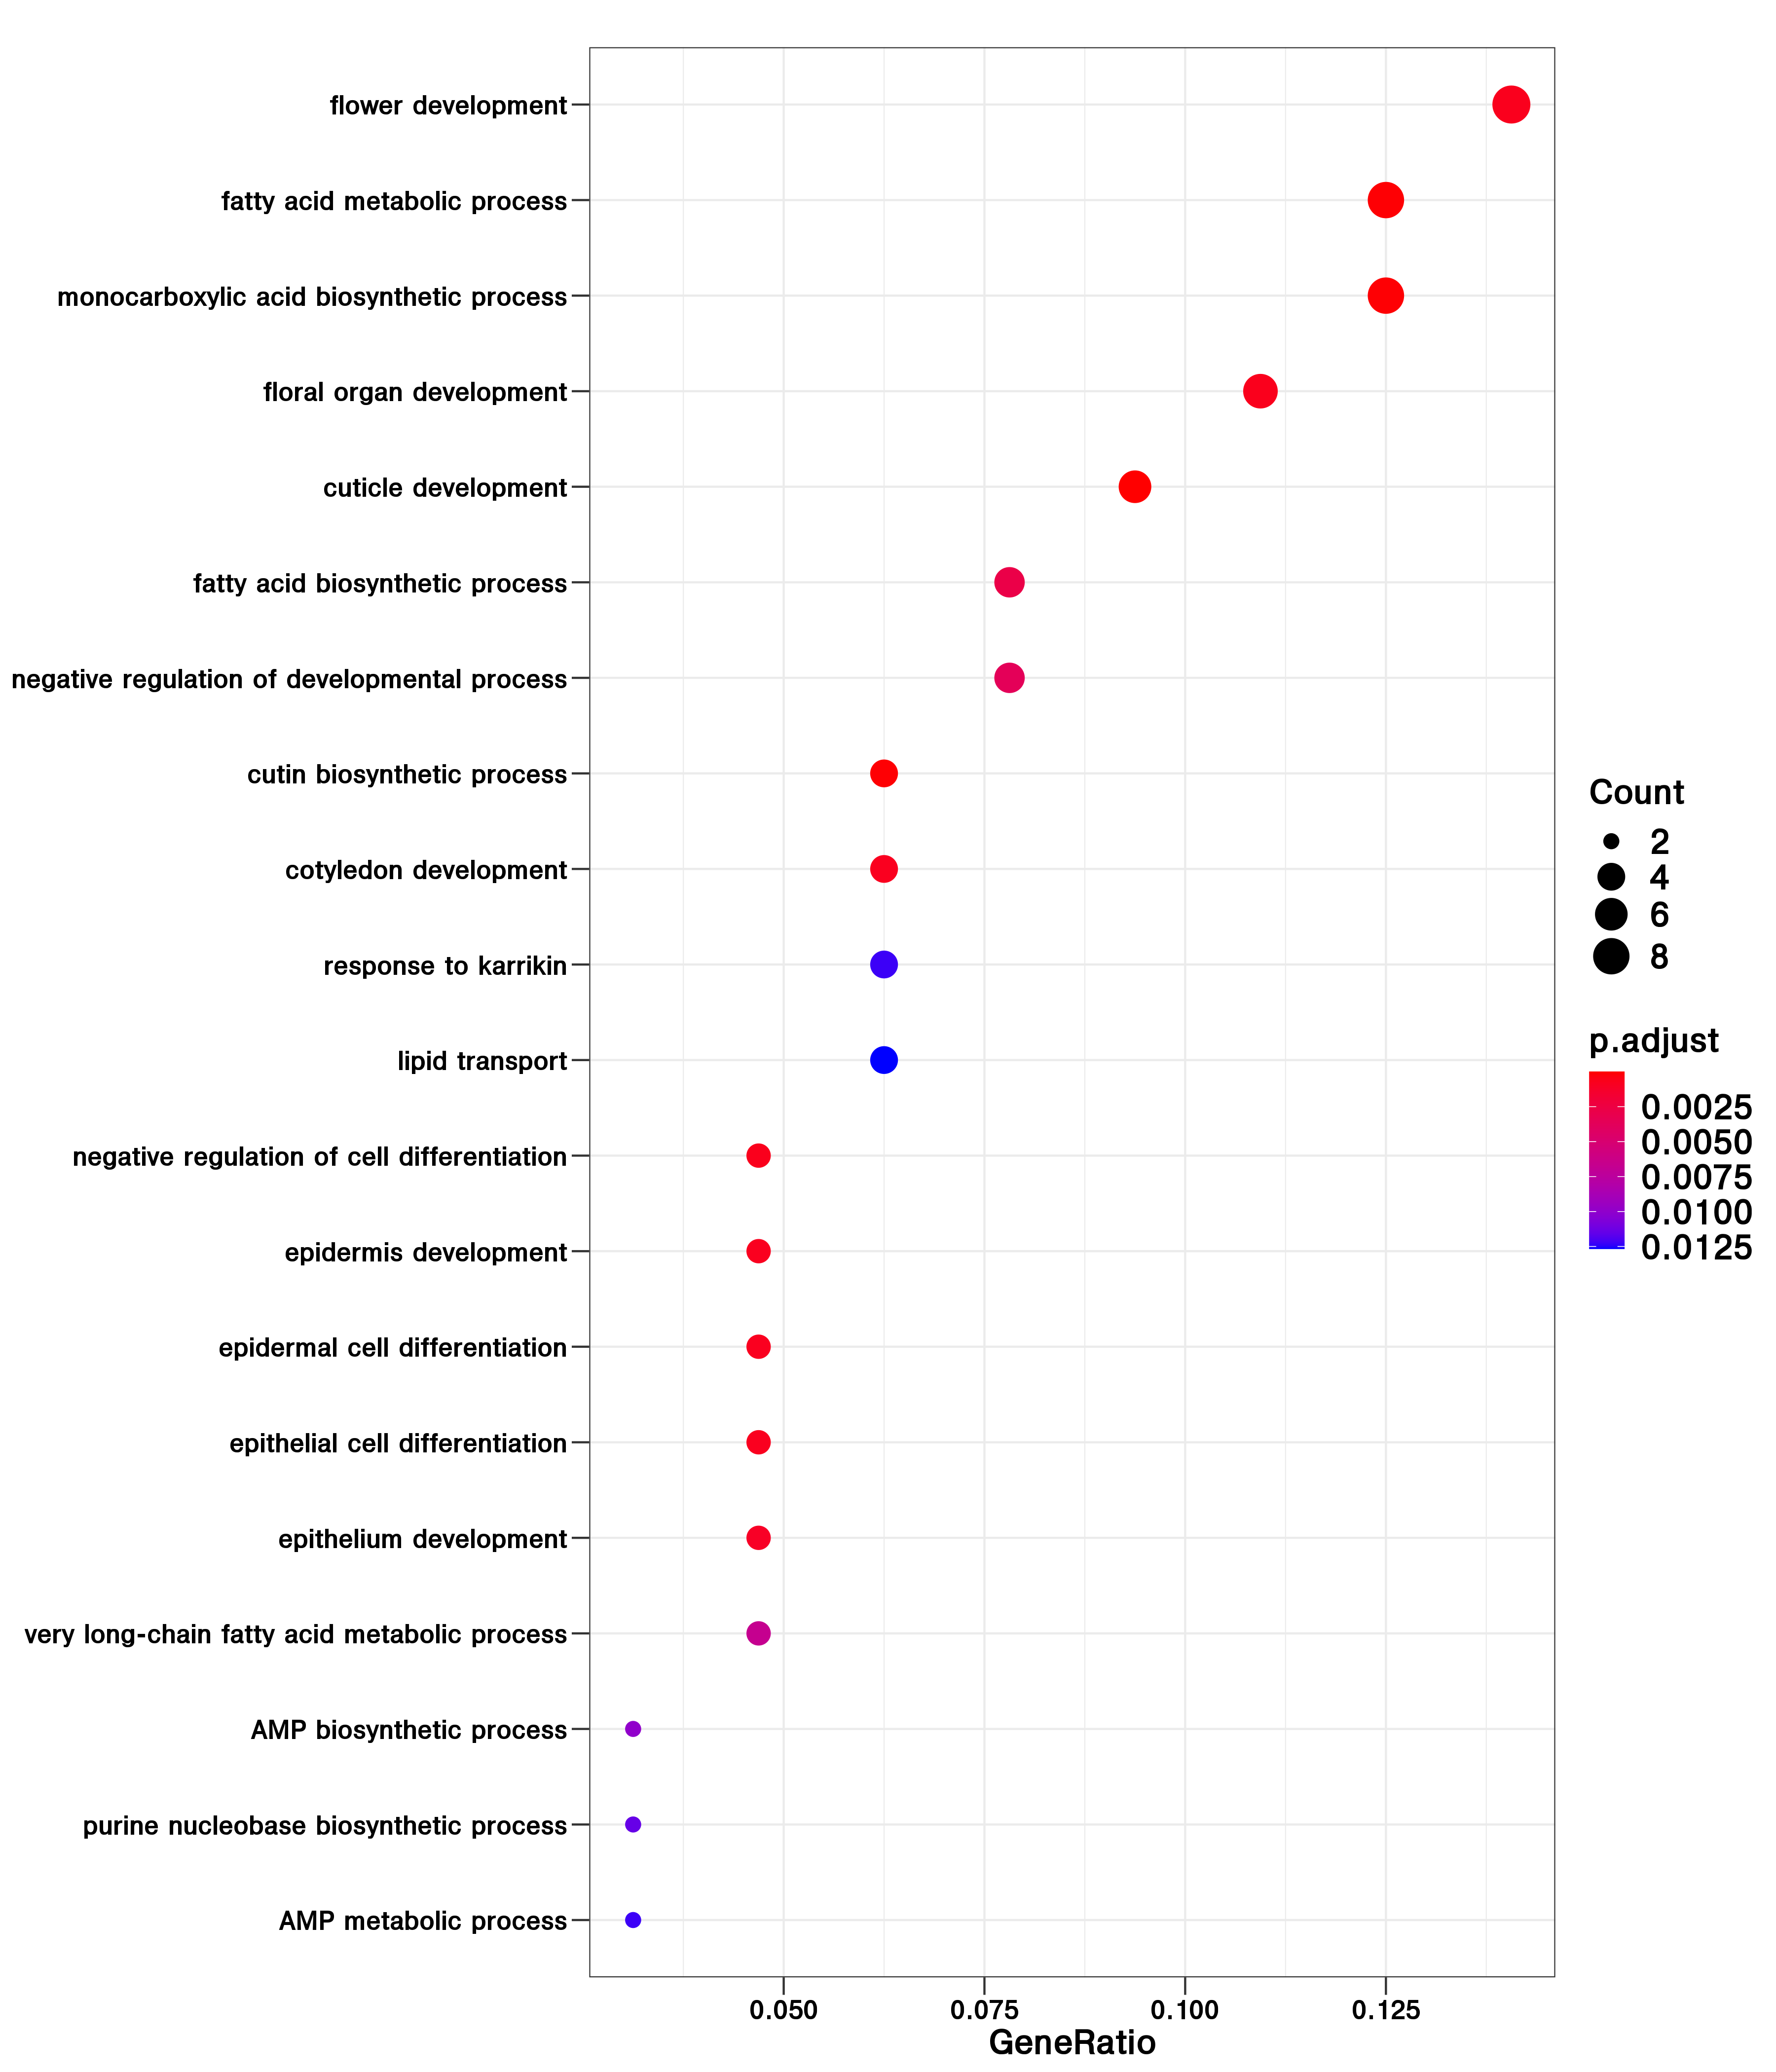 flower development
fatty acid metabolic process
monocarboxylic acid biosynthetic process
floral organ development
cuticle development
fatty acid biosynthetic process
negative regulation of developmental process
cutin biosynthetic process
cotyledon development
response to karrikin
lipid transport
negative regulation of cell differentiation
epidermis development
epidermal cell differentiation
epithelial cell differentiation
epithelium development
very long-chain fatty acid metabolic process
AMP biosynthetic process
purine nucleobase biosynthetic process
AMP metabolic process
0.050 0.075 0.100 0.125
GeneRatio
Count
2
4
6
8
p.adjust
0.0025
0.0050
0.0075
0.0100
0.0125